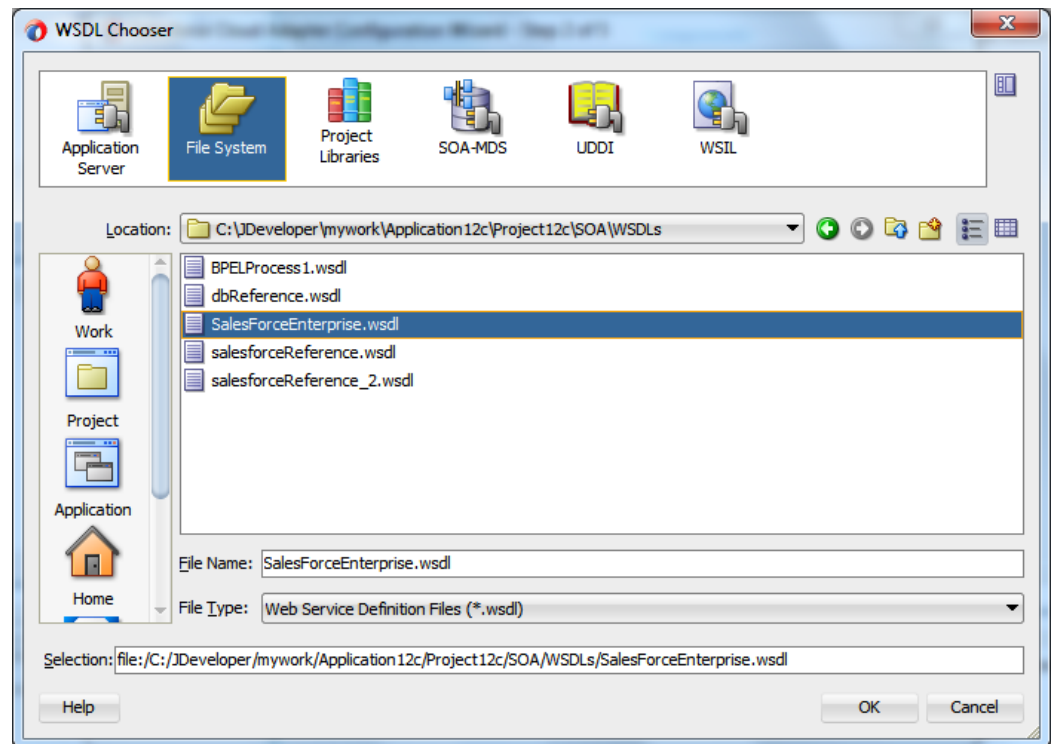 WSDL Chooser
Application
Server
File System
Project
Libraries
SOA-MDS
UDDI
WSIL
Location: C:\JDeveloper\mywork\Application12c\Project12c\SOA\WSDLs
Work
Project
Application
Home
BPELProcess1.wsdl
dbReference.wsdl
SalesForceEnterprise.wsdl
salesforceReference.wsdl
salesforceReference_2.wsdl
File Name: SalesForceEnterprise.wsdl
File Type: Web Service Definition Files (*.wsdl)
Selection: file:/C:/JDeveloper/mywork/Application12c/Project12c/SOA/WSDLs/SalesForceEnterprise.wsdl
Help
OK
Cancel